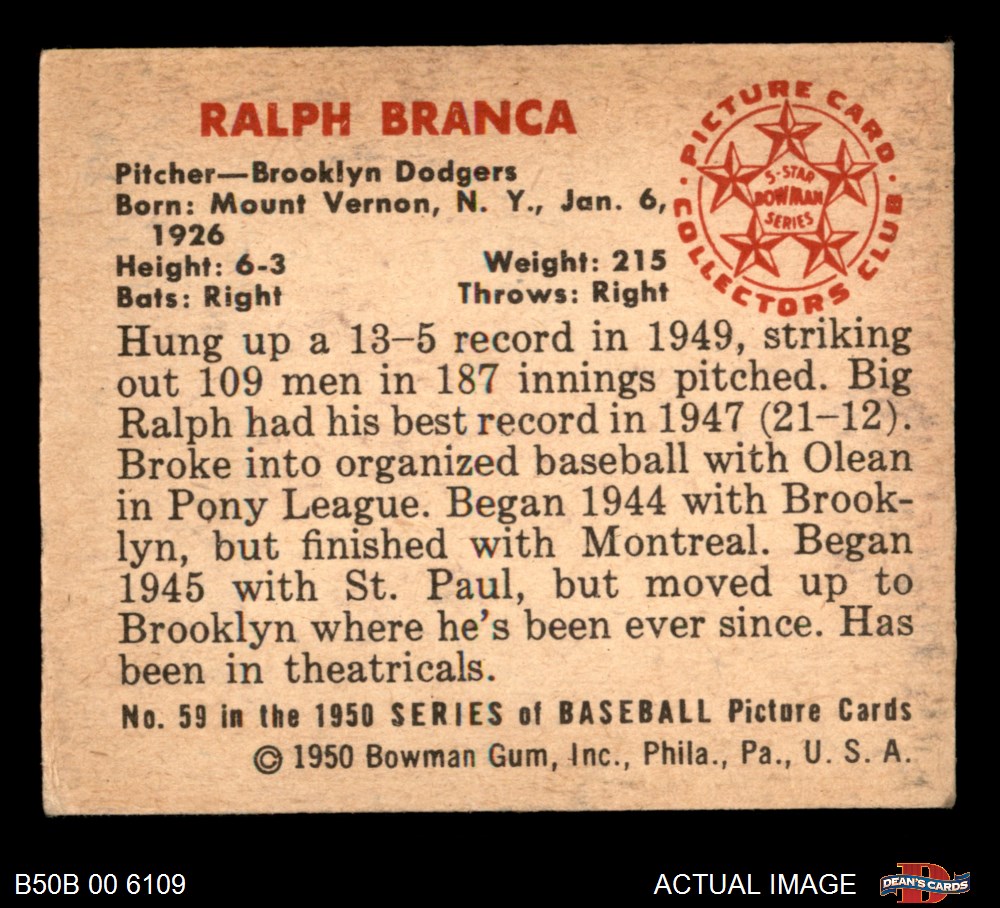 RALPH BRANCA
Pitcher—Brooklyn Dodgers
Born: Mount Vernon, N. Y., Jan. 6,
1926
Height: 6-3 Weight: 215
Bats: Right Throws: Right
PICTURE CARD
COLLECTORS CLUB
5-STAR
BOWMAN
SERIES
Hung up a 13–5 record in 1949, striking
out 109 men in 187 innings pitched. Big
Ralph had his best record in 1947 (21–12).
Broke into organized baseball with Olean
in Pony League. Began 1944 with Brook-
lyn, but finished with Montreal. Began
1945 with St. Paul, but moved up to
Brooklyn where he's been ever since. Has
been in theatricals.
No. 59 in the 1950 SERIES of BASEBALL Picture Cards
© 1950 Bowman Gum, Inc., Phila., Pa., U. S. A.
B50B 00 6109
ACTUAL IMAGE
D
DEAN'S CARDS